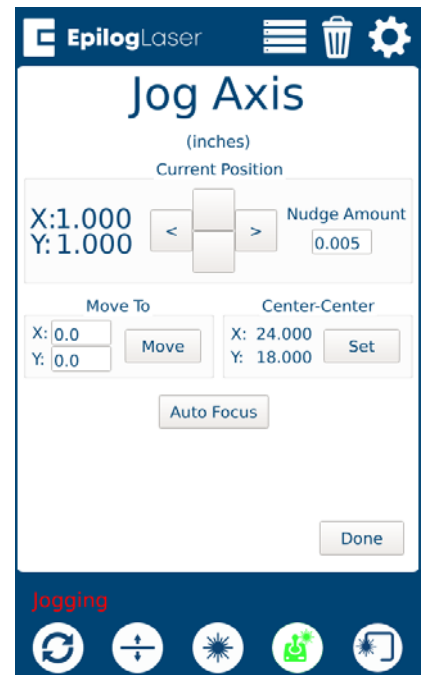 EpilogLaser
Jog Axis
(inches)
Current Position
X:1.000
Y: 1.000
<
>
Nudge Amount
0.005
Move To
X: 0.0
Y: 0.0
Move
Center-Center
X: 24.000
Y: 18.000
Set
Auto Focus
Done
Jogging